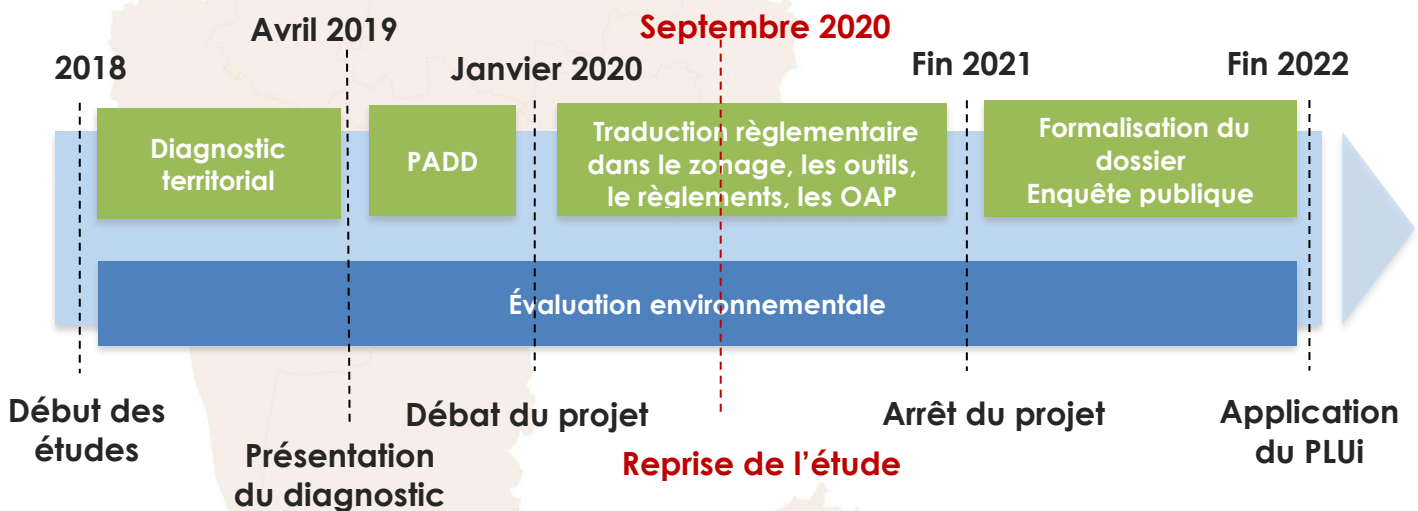 2018
Avril 2019
Janvier 2020
Septembre 2020
Fin 2021
Fin 2022
Diagnostic
territorial
PADD
Traduction règlementaire
dans le zonage, les outils,
le règlements, les OAP
Formalisation du
dossier
Enquête publique
Évaluation environnementale
Début des
études
Présentation
du diagnostic
Débat du projet
Reprise de l’étude
Arrêt du projet
Application
du PLUi